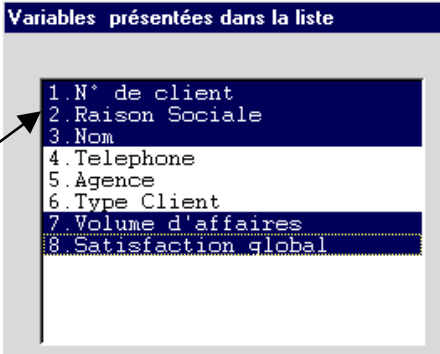 Variables présentées dans la liste
1.N° de client
2.Raison Sociale
3.Nom
4.Telephone
5.Agence
6.Type Client
7.Volume d'affaires
8.Satisfaction global